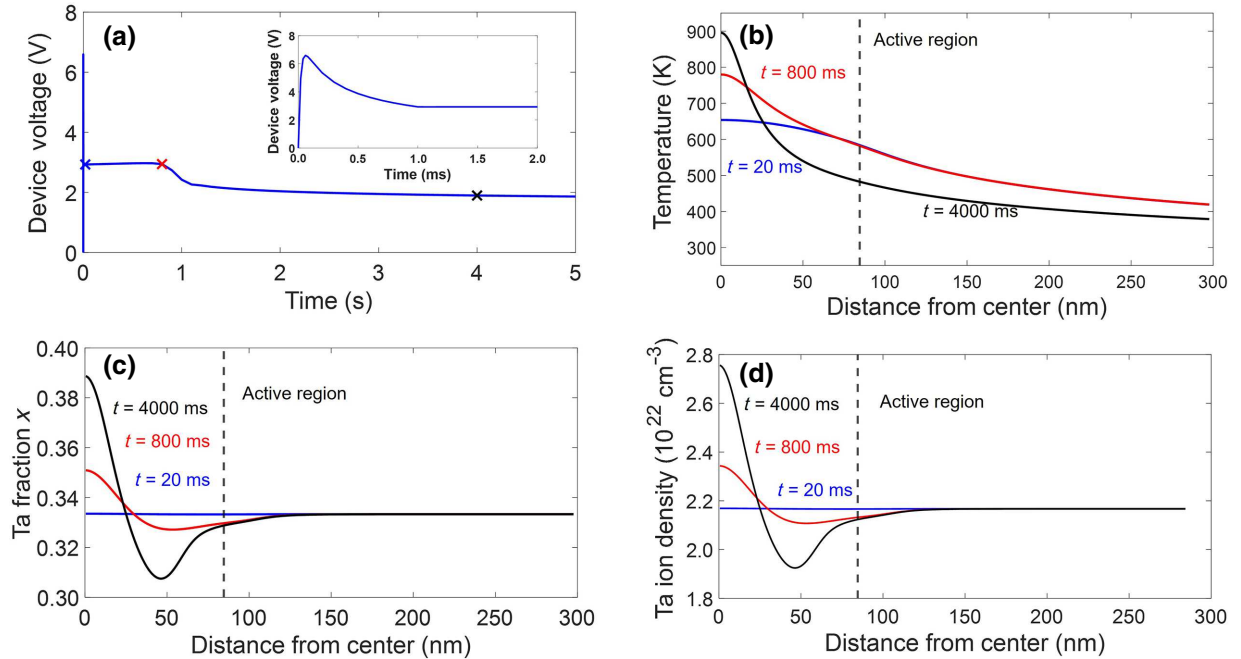 (a)
Device voltage (V)
8
6
4
2
0
0
1
2
3
4
5
Time (s)
Device voltage (V)
8
6
4
2
0
0.0
0.5
1.0
1.5
2.0
Time (ms)
(b)
Active region
t = 800 ms
t = 20 ms
t = 4000 ms
Temperature (K)
900
800
700
600
500
400
300
0
50
100
150
200
250
300
Distance from center (nm)
(c)
Active region
t = 4000 ms
t = 800 ms
t = 20 ms
Ta fraction x
0.40
0.38
0.36
0.34
0.32
0.30
0
50
100
150
200
250
300
Distance from center (nm)
(d)
Active region
t = 4000 ms
t = 800 ms
t = 20 ms
Ta ion density (10²² cm⁻³)
2.8
2.6
2.4
2.2
2.0
1.8
0
50
100
150
200
250
300
Distance from center (nm)